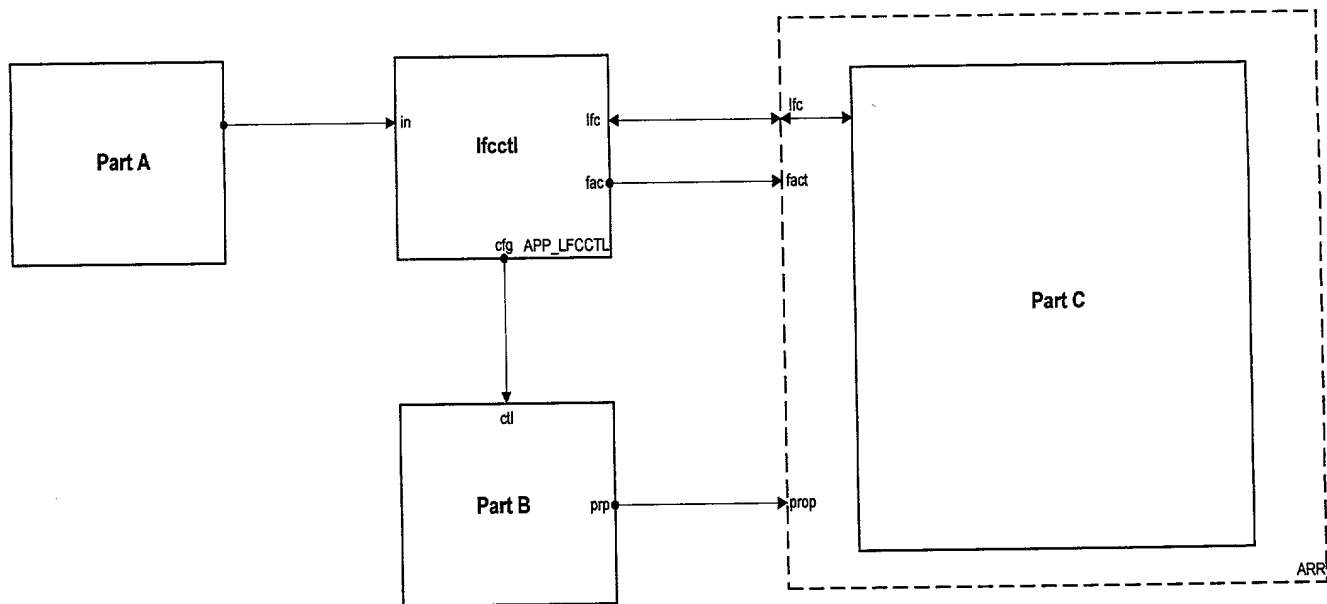 Part A
in
lfcctl
lfc
fac
cfg APP_LFCCTL
lfc
fact
Part C
ctl
Part B
prp
prop
ARR